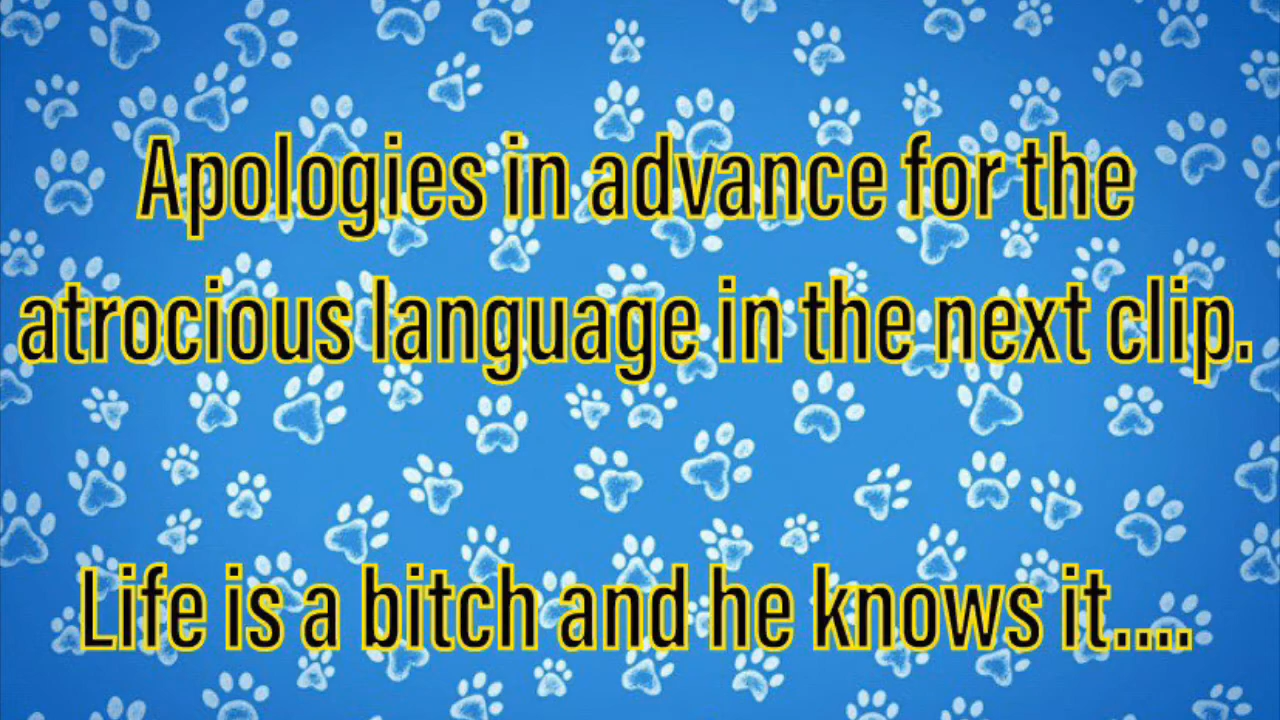 Apologies in advance for the
atrocious language in the next clip.
Life is a bitch and he knows it....